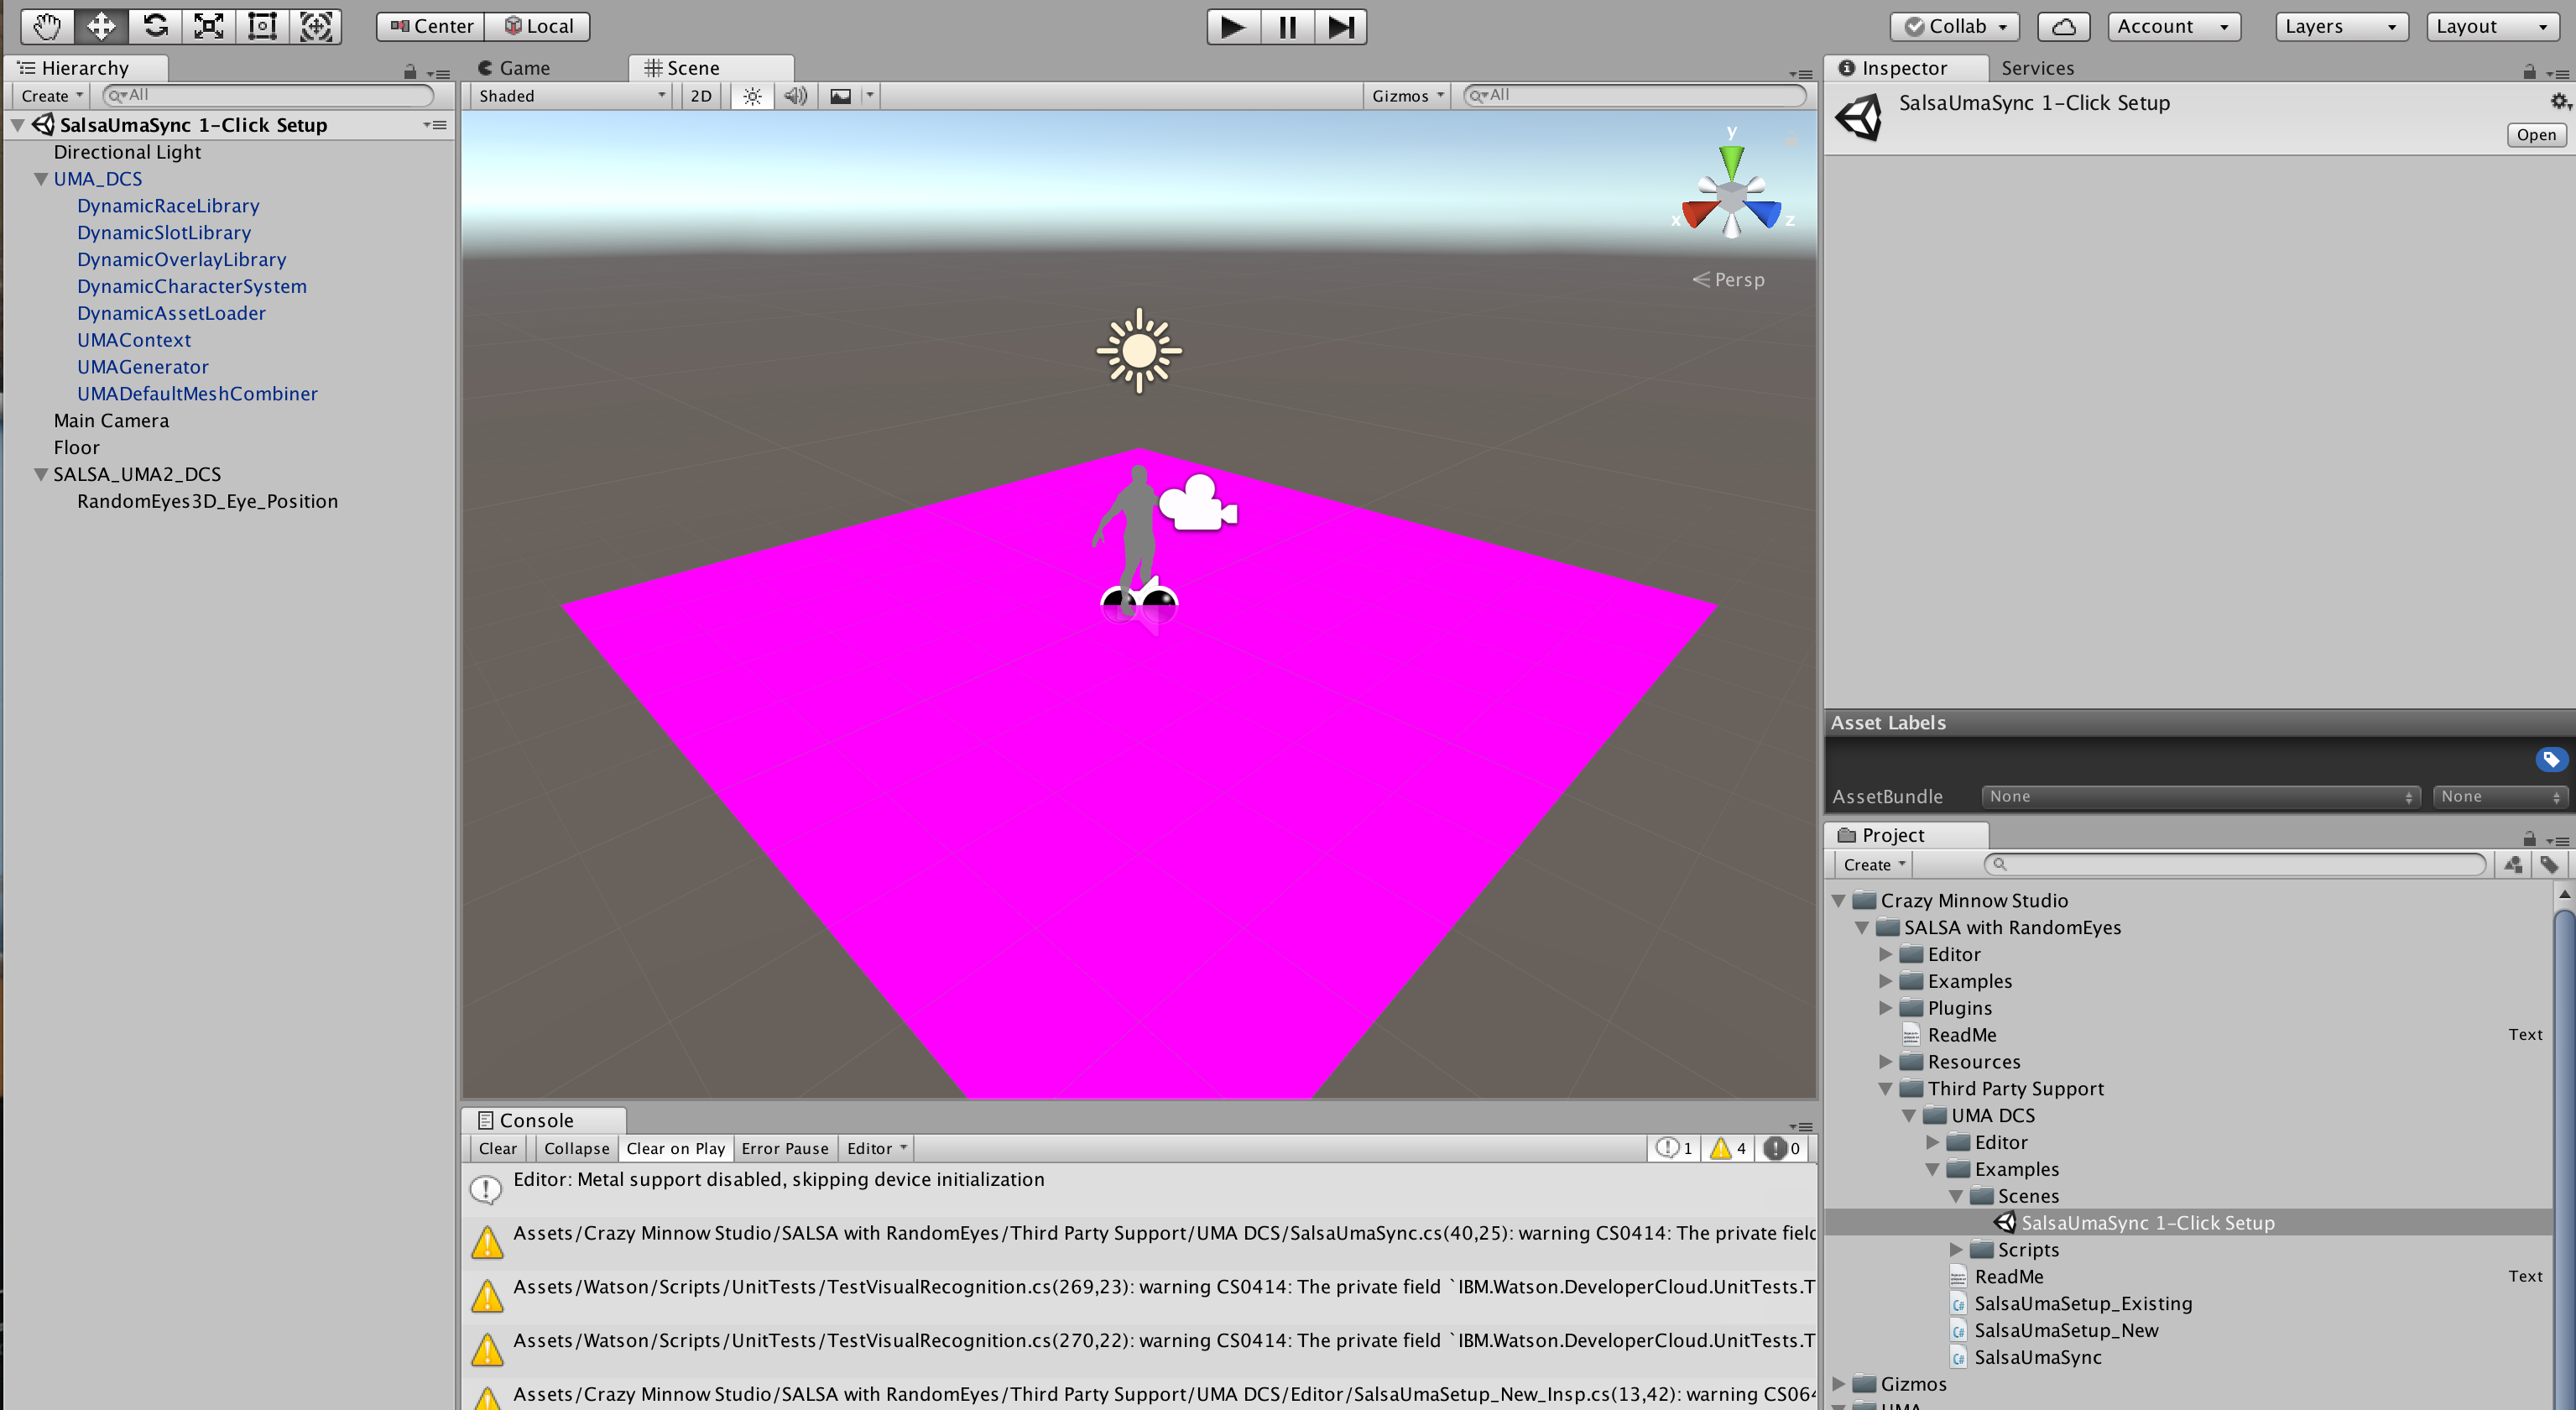 Center
Local
Collab
Account
Layers
Layout
Hierarchy
Create
All
SalsaUmaSync 1-Click Setup
Directional Light
UMA_DCS
DynamicRaceLibrary
DynamicSlotLibrary
DynamicOverlayLibrary
DynamicCharacterSystem
DynamicAssetLoader
UMAContext
UMAGenerator
UMADefaultMeshCombiner
Main Camera
Floor
SALSA_UMA2_DCS
RandomEyes3D_Eye_Position
Game
Scene
Shaded
2D
Gizmos
All
y
x
z
Persp
Console
Clear
Collapse
Clear on Play
Error Pause
Editor
1
4
0
Editor: Metal support disabled, skipping device initialization
Assets/Crazy Minnow Studio/SALSA with RandomEyes/Third Party Support/UMA DCS/SalsaUmaSync.cs(40,25): warning CS0414: The private field
Assets/Watson/Scripts/UnitTests/TestVisualRecognition.cs(269,23): warning CS0414: The private field `IBM.Watson.DeveloperCloud.UnitTests.T
Assets/Watson/Scripts/UnitTests/TestVisualRecognition.cs(270,22): warning CS0414: The private field `IBM.Watson.DeveloperCloud.UnitTests.T
Assets/Crazy Minnow Studio/SALSA with RandomEyes/Third Party Support/UMA DCS/Editor/SalsaUmaSetup_New_Insp.cs(13,42): warning CS064
Inspector
Services
SalsaUmaSync 1-Click Setup
Open
Asset Labels
AssetBundle
None
None
Project
Create
Crazy Minnow Studio
SALSA with RandomEyes
Editor
Examples
Plugins
ReadMe
Text
Resources
Third Party Support
UMA DCS
Editor
Examples
Scenes
SalsaUmaSync 1-Click Setup
Scripts
ReadMe
Text
SalsaUmaSetup_Existing
SalsaUmaSetup_New
SalsaUmaSync
Gizmos
UMA